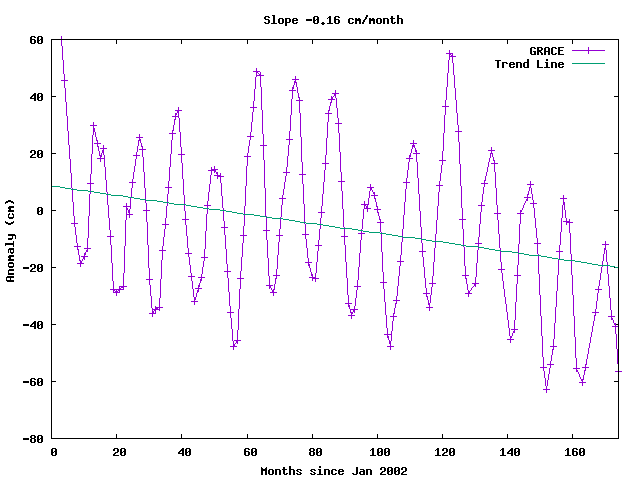 Slope -0.16 cm/month
60
40
20
0
-20
-40
-60
-80
Anomaly (cm)
GRACE
Trend Line
0 20 40 60 80 100 120 140 160
Months since Jan 2002